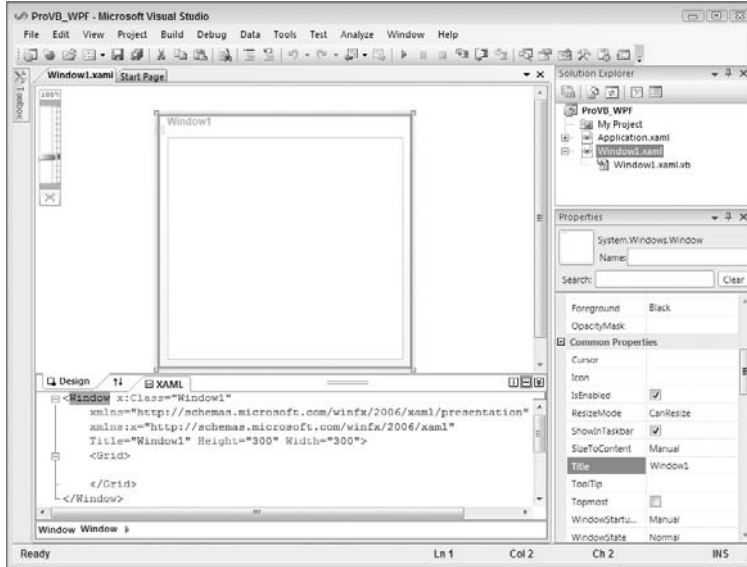 ProVB_WPF - Microsoft Visual Studio
File Edit View Project Build Debug Data Tools Test Analyze Window Help
Toolbox
Window1.xaml Start Page
100%
Window1
Design XAML
<Window x:Class="Window1"
xmlns="http://schemas.microsoft.com/winfx/2006/xaml/presentation"
xmlns:x="http://schemas.microsoft.com/winfx/2006/xaml"
Title="Window1" Height="300" Width="300">
<Grid>
</Grid>
</Window>
Window Window
Solution Explorer
ProVB_WPF
My Project
Application.xaml
Window1.xaml
Window1.xaml.vb
Properties
System.Windows.Window
Name:
Search: Clear
Foreground Black
OpacityMask
Common Properties
Cursor
Icon
IsEnabled
ResizeMode CanResize
ShowInTaskbar
SizeToContent Manual
Title Window1
ToolTip
Topmost
WindowStartu... Manual
WindowState Normal
Ready Ln 1 Col 2 Ch 2 INS